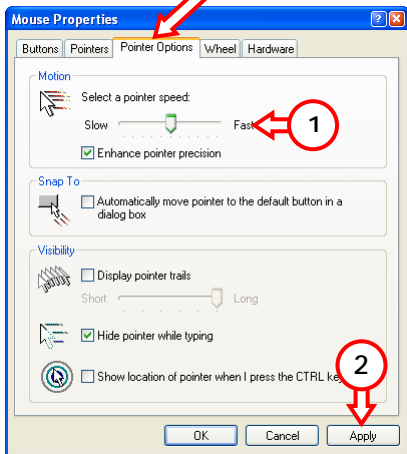 Mouse Properties
Buttons Pointers Pointer Options Wheel Hardware
Motion
Select a pointer speed:
Slow Fast 1
Enhance pointer precision
Snap To
Automatically move pointer to the default button in a
dialog box
Visibility
Display pointer trails
Short Long
Hide pointer while typing
Show location of pointer when I press the CTRL
2
OK Cancel Apply